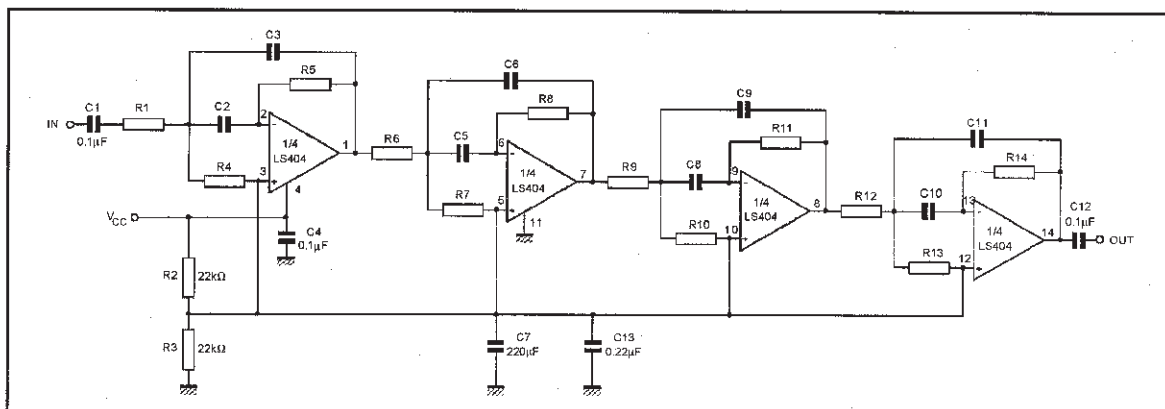 C3
R5
C1
R1
C2
2
IN
0.1µF
1/4
LS404
1
R4
3
4
VCC
C4
0.1µF
R2
22kΩ
R3
22kΩ
C6
R8
R6
C5
6
1/4
LS404
7
R7
5
11
C7
220µF
C13
0.22µF
C9
R11
R9
C8
9
1/4
LS404
8
R10
10
C11
R14
R12
C10
13
1/4
LS404
14
C12
0.1µF
OUT
R13
12